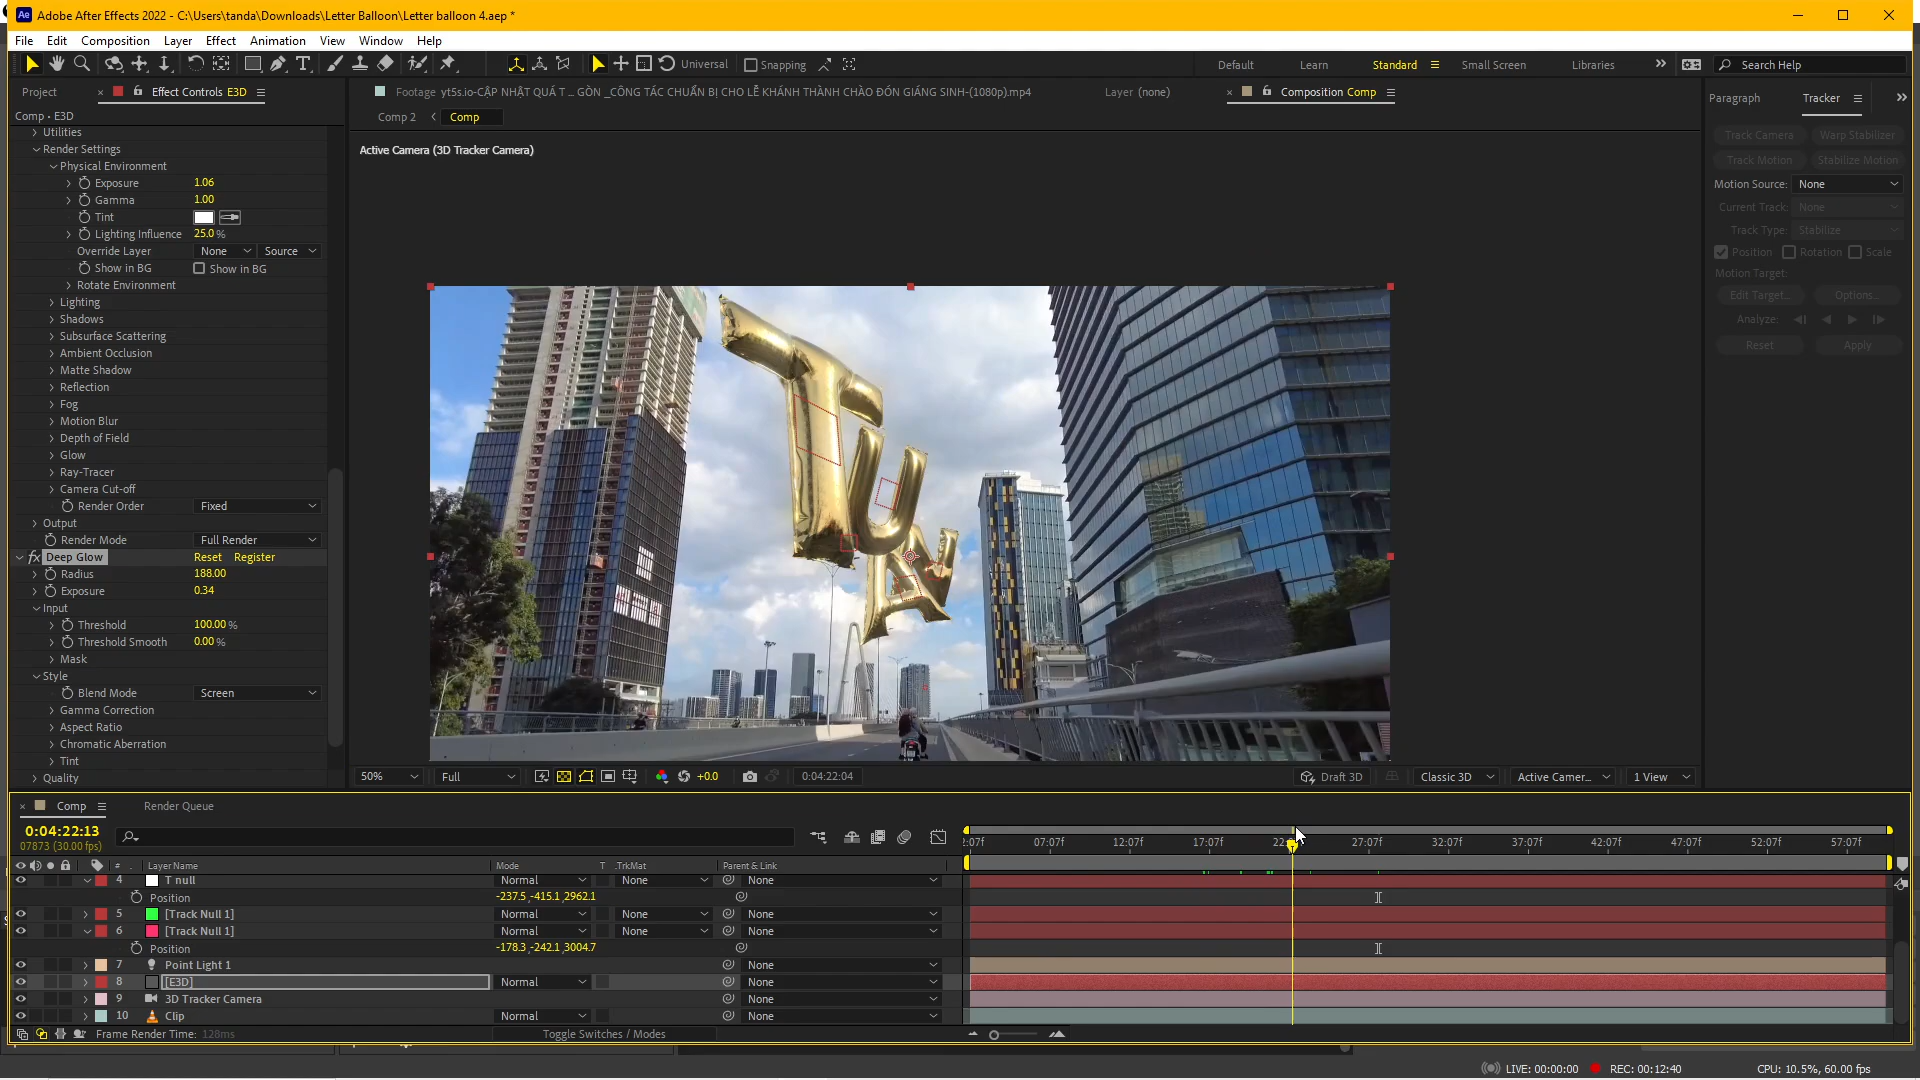 Adobe After Effects 2022 - C:\Users\tanda\Downloads\Letter Balloon\Letter balloon 4.aep *
File Edit Composition Layer Effect Animation View Window Help
Universal Snapping Default Learn Standard Small Screen Libraries Search Help
Project Effect Controls E3D
Comp • E3D
Utilities
Render Settings
Physical Environment
Exposure 1.06
Gamma 1.00
Tint
Lighting Influence 25.0 %
Override Layer None Source
Show in BG Show in BG
Rotate Environment
Lighting
Shadows
Subsurface Scattering
Ambient Occlusion
Matte Shadow
Reflection
Fog
Motion Blur
Depth of Field
Glow
Ray-Tracer
Camera Cut-off
Render Order Fixed
Output
Render Mode Full Render
fx Deep Glow Reset Register
Radius 188.00
Exposure 0.34
Input
Threshold 100.00 %
Threshold Smooth 0.00 %
Mask
Style
Blend Mode Screen
Gamma Correction
Aspect Ratio
Chromatic Aberration
Tint
Quality
Footage yt5s.io-CẬP NHẬT QUÁ T ... GÒN _CÔNG TÁC CHUẨN BỊ CHO LỄ KHÁNH THÀNH CHÀO ĐÓN GIÁNG SINH-(1080p).mp4 Layer (none) Composition Comp
Comp 2 Comp
Active Camera (3D Tracker Camera)
TUAN
50% Full +0.0 0:04:22:04 Draft 3D Classic 3D Active Camer... 1 View
Paragraph Tracker
Track Camera Warp Stabilizer
Track Motion Stabilize Motion
Motion Source: None
Current Track: None
Track Type: Stabilize
Position Rotation Scale
Motion Target:
Edit Target... Options...
Analyze:
Reset Apply
Comp Render Queue
0:04:22:13
07873 (30.00 fps)
2:07f 07:07f 12:07f 17:07f 27:07f 32:07f 37:07f 42:07f 47:07f 52:07f 57:07f
# Layer Name Mode T .TrkMat Parent & Link
4 T null Normal None None
Position -237.5 ,-415.1 ,2962.1
5 [Track Null 1] Normal None None
6 [Track Null 1] Normal None None
Position -178.3 ,-242.1 ,3004.7
7 Point Light 1 None
8 [E3D] Normal None
9 3D Tracker Camera None
10 Clip Normal None
Frame Render Time: 128ms Toggle Switches / Modes
LIVE: 00:00:00 REC: 00:12:40 CPU: 10.5%, 60.00 fps